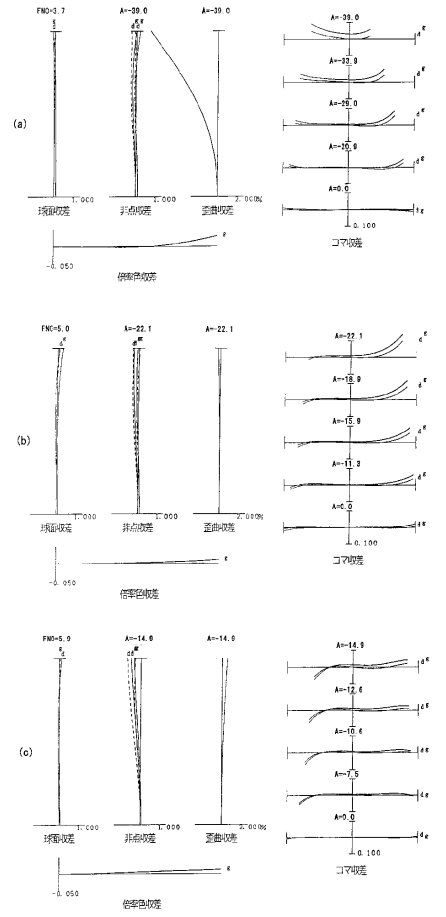 FNO=3.7 A=-39.0 A=-39.0
g d g d g
1.000 1.000 2.000%
球面収差 非点収差 歪曲収差
g
-0.050
倍率色収差
(a)
A=-39.0
d g
A=-33.9
d g
A=-29.0
d g
A=-20.9
d g
A=0.0
d g
0.100
コマ収差
FNO=5.0 A=-22.1 A=-22.1
d g
1.000 1.000 2.000%
球面収差 非点収差 歪曲収差
g
-0.050
倍率色収差
(b)
A=-22.1
d g
A=-18.9
d g
A=-15.9
d g
A=-11.3
d g
A=0.0
d g
0.100
コマ収差
FNO=5.9 A=-14.9 A=-14.9
g d
1.000 1.000 2.000%
球面収差 非点収差 歪曲収差
g
-0.050
倍率色収差
(c)
A=-14.9
d g
A=-12.6
d g
A=-10.6
d g
A=-7.5
d g
A=0.0
d g
0.100
コマ収差